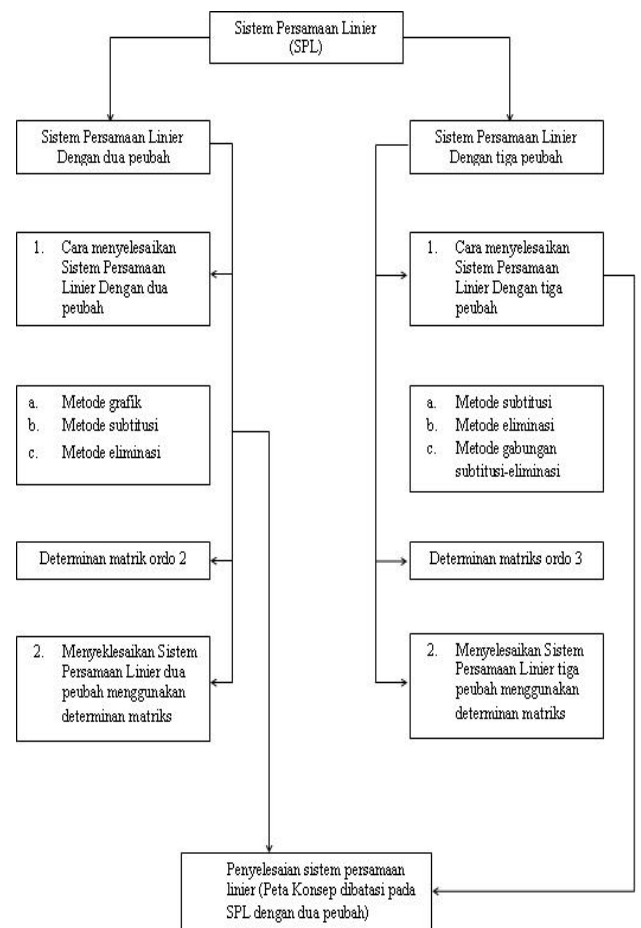 Sistem Persamaan Linier
(SPL)
Sistem Persamaan Linier
Dengan dua peubah
Sistem Persamaan Linier
Dengan tiga peubah
1. Cara menyelesaikan
Sistem Persamaan
Linier Dengan dua
peubah
1. Cara menyelesaikan
Sistem Persamaan
Linier Dengan tiga
peubah
a. Metode grafik
b. Metode subtitusi
c. Metode eliminasi
a. Metode subtitusi
b. Metode eliminasi
c. Metode gabungan
subtitusi-eliminasi
Determinan matrik ordo 2
Determinan matriks ordo 3
2. Menyeklesaikan Sistem
Persamaan Linier dua
peubah menggunakan
determinan matriks
2. Menyelesaikan Sistem
Persamaan Linier tiga
peubah menggunakan
determinan matriks
Penyelesaian sistem persamaan
linier (Peta Konsep dibatasi pada
SPL dengan dua peubah)